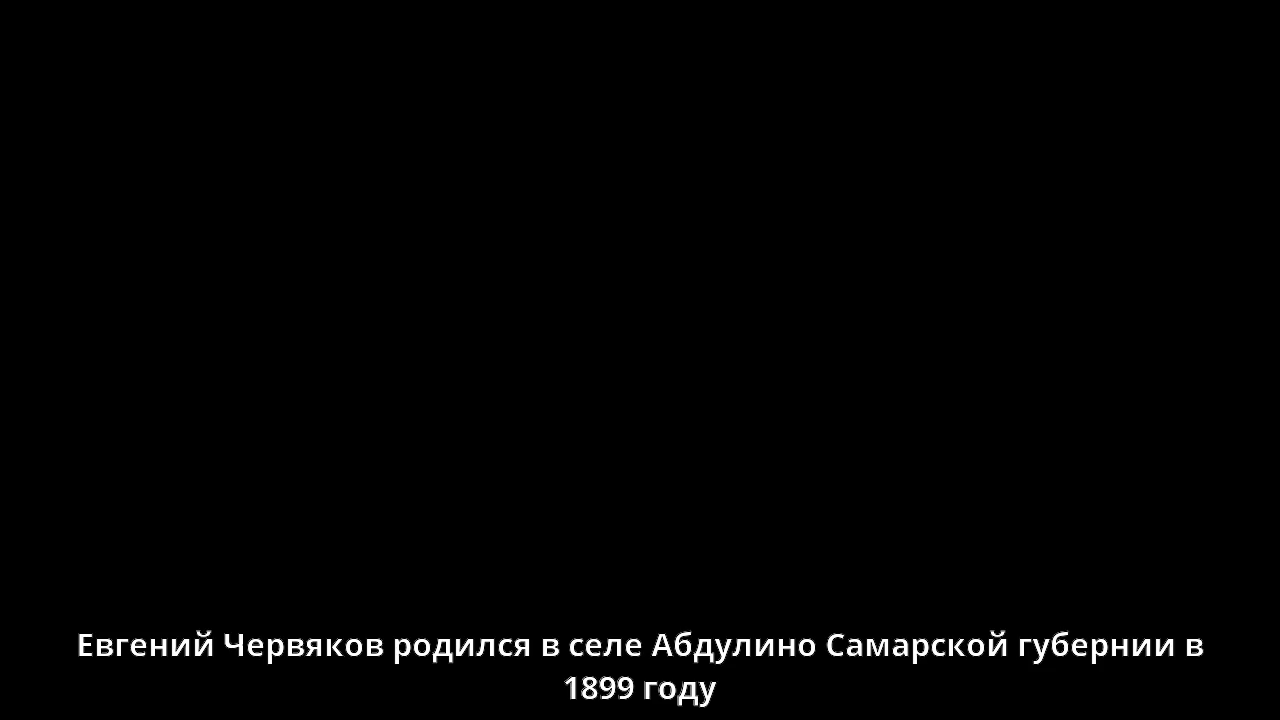 Евгений Червяков родился в селе Абдулино Самарской губернии в
1899 году